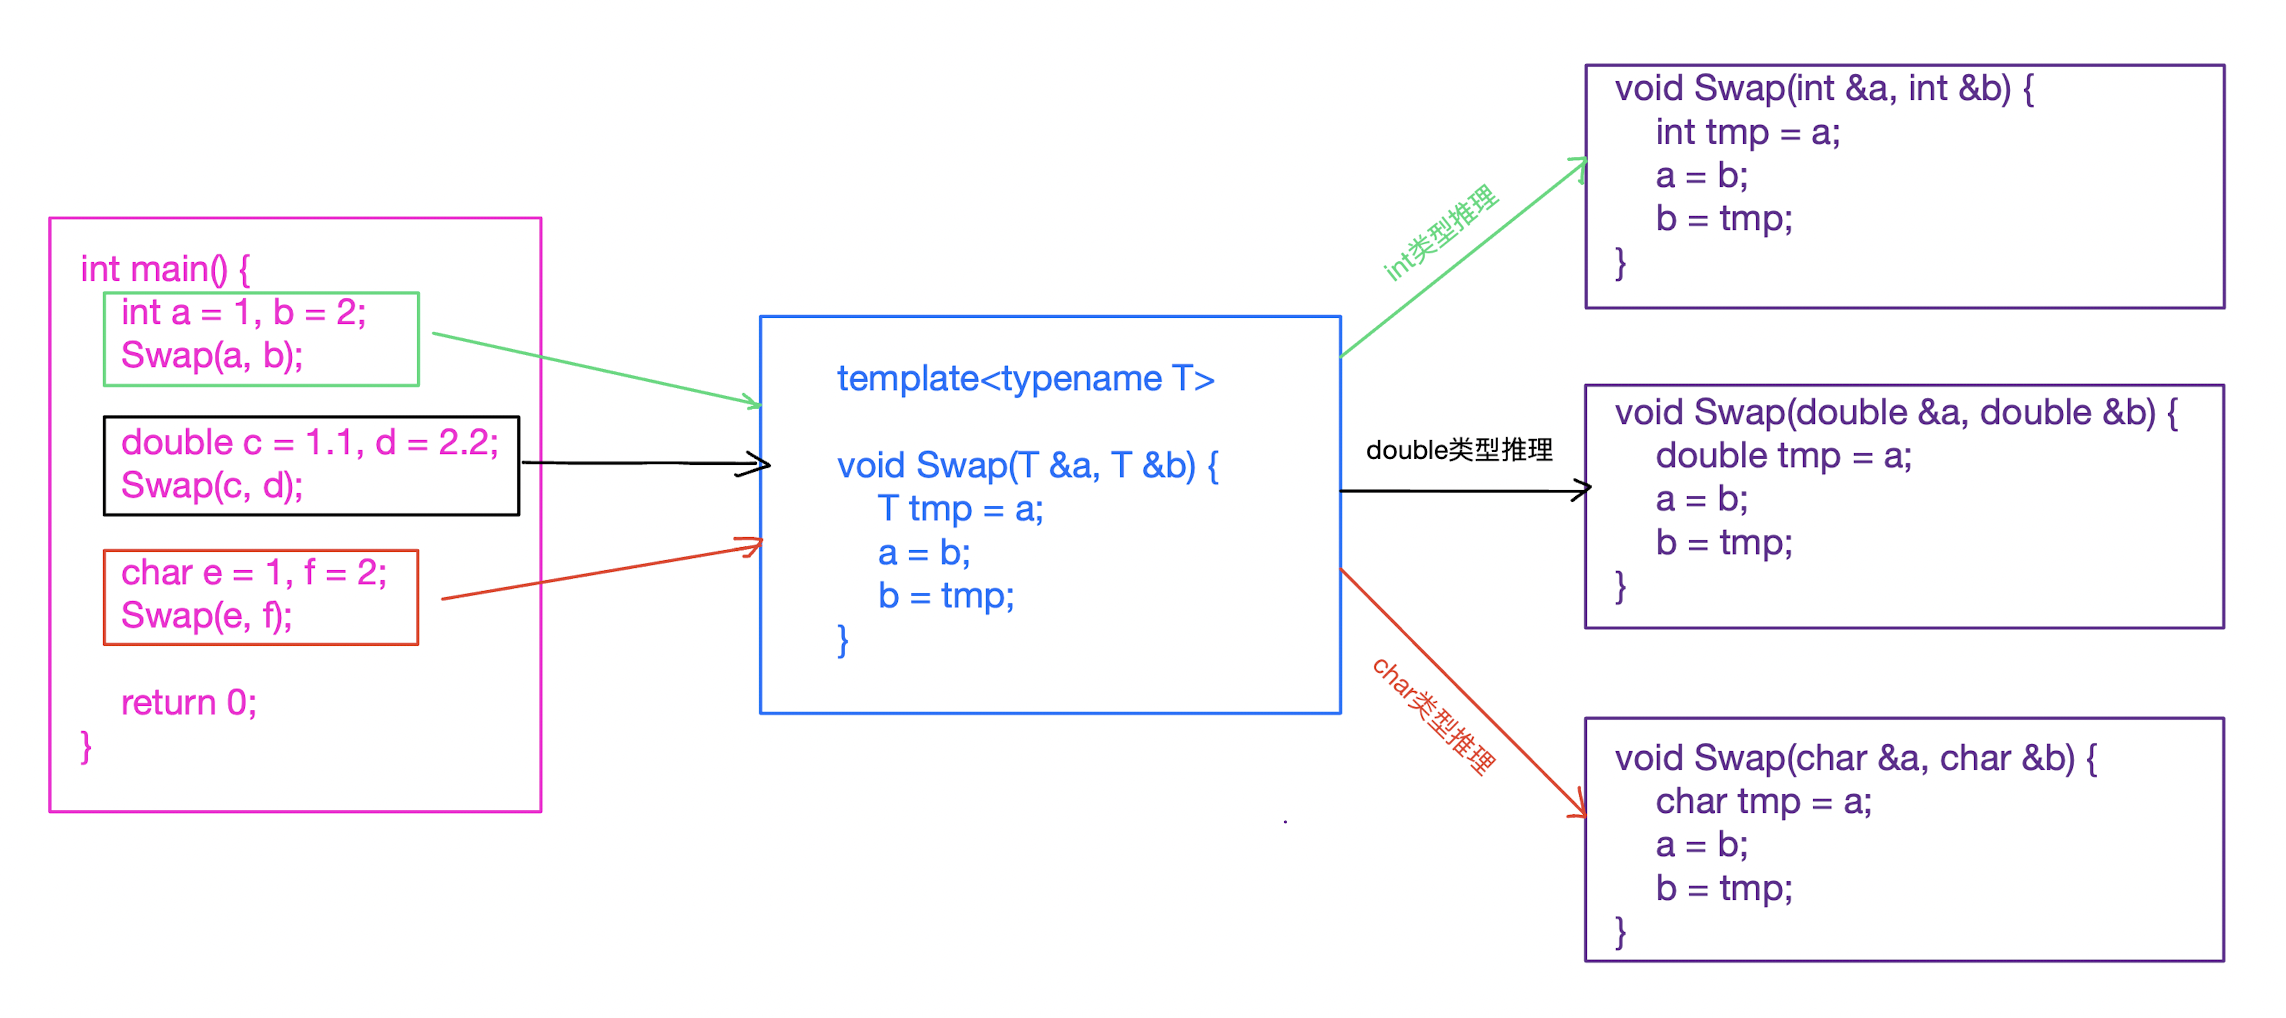 int main() {
int a = 1, b = 2;
Swap(a, b);
double c = 1.1, d = 2.2;
Swap(c, d);
char e = 1, f = 2;
Swap(e, f);
return 0;
}
template<typename T>
void Swap(T &a, T &b) {
T tmp = a;
a = b;
b = tmp;
}
int类型推理
double类型推理
char类型推理
void Swap(int &a, int &b) {
int tmp = a;
a = b;
b = tmp;
}
void Swap(double &a, double &b) {
double tmp = a;
a = b;
b = tmp;
}
void Swap(char &a, char &b) {
char tmp = a;
a = b;
b = tmp;
}